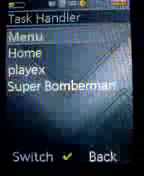 Task Handler
Menu
Home
playex
Super Bomberman
Switch
Back